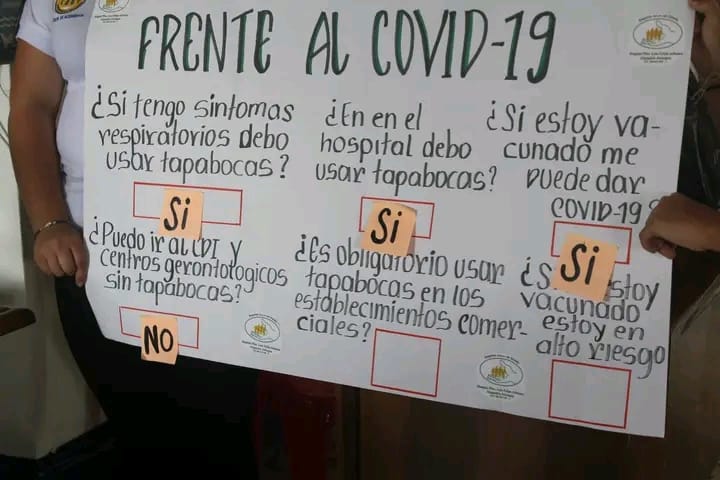 FRENTE AL COVID-19
¿Si tengo sintomas
respiratorios debo
usar tapabocas?
Si
¿En en el
hospital debo
usar tapabocas?
Si
¿Si estoy va-
cunado me
puede dar
COVID-19?
Si
¿Puedo ir al CDI y
centros gerontologicos
sin tapabocas?
NO
¿Es obligatorio usar
tapabocas en los
establecimientos comer-
ciales?
estoy
vacunado
estoy en
alto riesgo